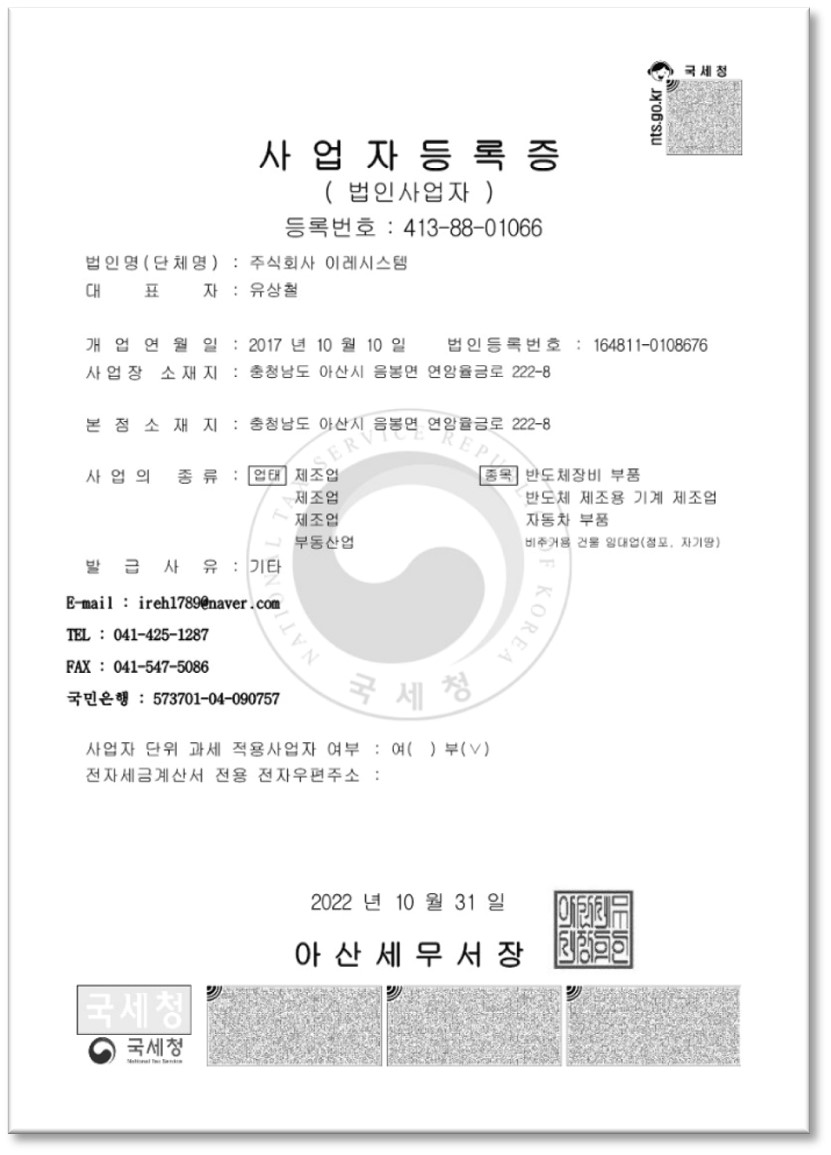 국세청
nts.go.kr
사 업 자 등 록 증
( 법인사업자 )
등록번호 : 413-88-01066
법인명(단체명) : 주식회사 이레시스템
대 표 자 : 유상철
개 업 연 월 일 : 2017 년 10 월 10 일 법인등록번호 : 164811-0108676
사업장 소재지 : 충청남도 아산시 음봉면 연암율금로 222-8
본 점 소 재 지 : 충청남도 아산시 음봉면 연암율금로 222-8
사 업 의 종 류 : 업태 제조업 종목 반도체장비 부품
제조업 반도체 제조용 기계 제조업
제조업 자동차 부품
부동산업 비주거용 건물 임대업(점포, 자기땅)
발 급 사 유 : 기타
E-mail : ireh1789@naver.com
TEL : 041-425-1287
FAX : 041-547-5086
국민은행 : 573701-04-090757
NATIONAL TAX SERVICE REPUBLIC OF KOREA
국세청
사업자 단위 과세 적용사업자 여부 : 여( ) 부(∨)
전자세금계산서 전용 전자우편주소 :
2022 년 10 월 31 일
아 산 세 무 서 장
국세청
국세청
National Tax Service